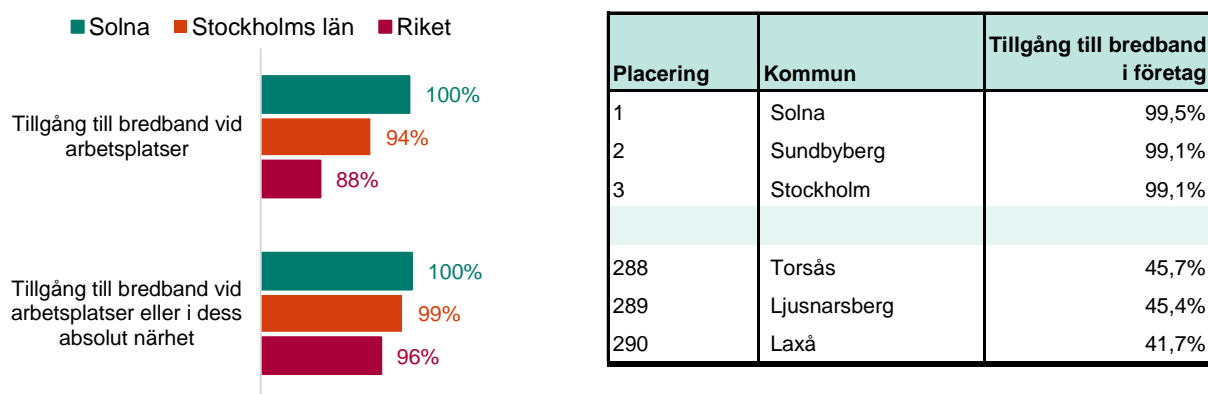 Solna Stockholms län Riket
Tillgång till bredband vid
arbetsplatser
100%
94%
88%
Tillgång till bredband vid
arbetsplatser eller i dess
absolut närhet
100%
99%
96%
Placering Kommun Tillgång till bredband i företag
1 Solna 99,5%
2 Sundbyberg 99,1%
3 Stockholm 99,1%
288 Torsås 45,7%
289 Ljusnarsberg 45,4%
290 Laxå 41,7%